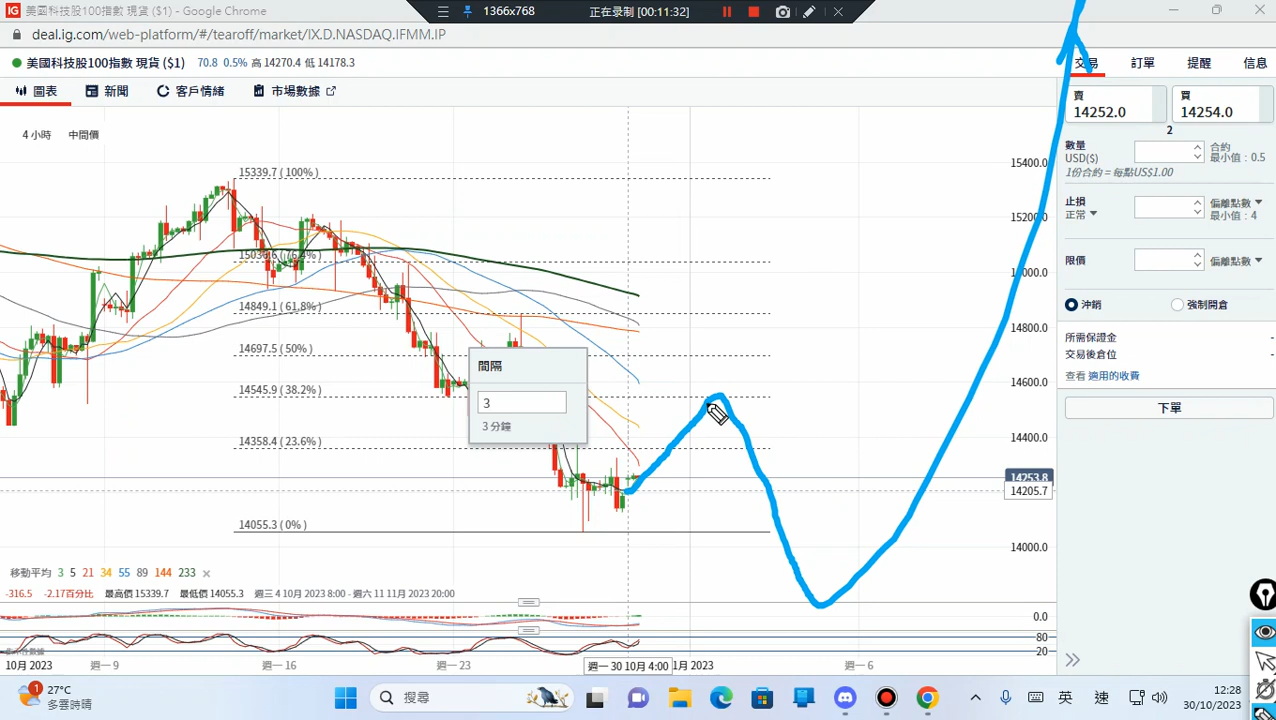 美國科技股100指數 現貨 ($1) - Google Chrome
1366x768
正在录制 [00:11:32]
deal.ig.com/web-platform/#/tearoff/market/IX.D.NASDAQ.IFMM.IP
美國科技股100指數 現貨 ($1) 70.8 0.5% 高 14270.4 低 14178.3
交易 訂單 提醒 信息
圖表 新聞 客戶情緒 市場數據
4 小時 中間價
賣
14252.0
買
14254.0
2
數量
USD($)
合約
最小值 : 0.5
1份合約 = 每點US$1.00
止損
正常
偏離點數
最小值 : 4
限價
偏離點數
沖銷
強制開倉
所需保證金 -
交易後倉位 -
查看 適用的收費
下單
15339.7 ( 100% )
14849.1 ( 61.8% )
14697.5 ( 50% )
14545.9 ( 38.2% )
14358.4 ( 23.6% )
14055.3 ( 0% )
間隔
3
3 分鐘
15400.0
14800.0
14600.0
14400.0
14253.8
14205.7
14000.0
移動平均 3 5 21 34 55 89 144 233
-316.5 -2.17百分比 最高價 15339.7 最低價 14055.3 週三 4 10月 2023 8:00 - 週六 11 11月 2023 20:00
0.0
80
20
10月 2023 週一 9 週一 16 週一 23 週一 30 10月 4:00 1月 2023 週一 6
27°C
多雲時晴
1
搜尋
英
速
12:28
30/10/2023